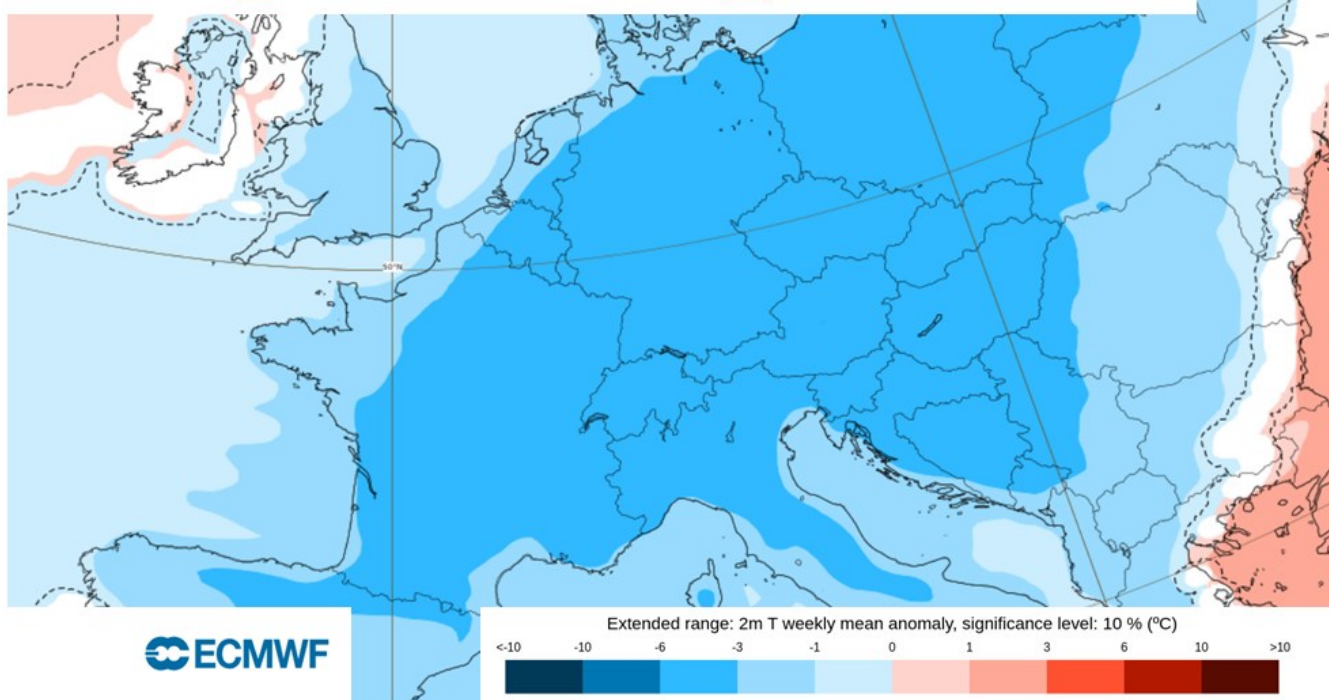 50°N
ECMWF
Extended range: 2m T weekly mean anomaly, significance level: 10 % (ºC)
<-10 -10 -6 -3 -1 0 1 3 6 10 >10